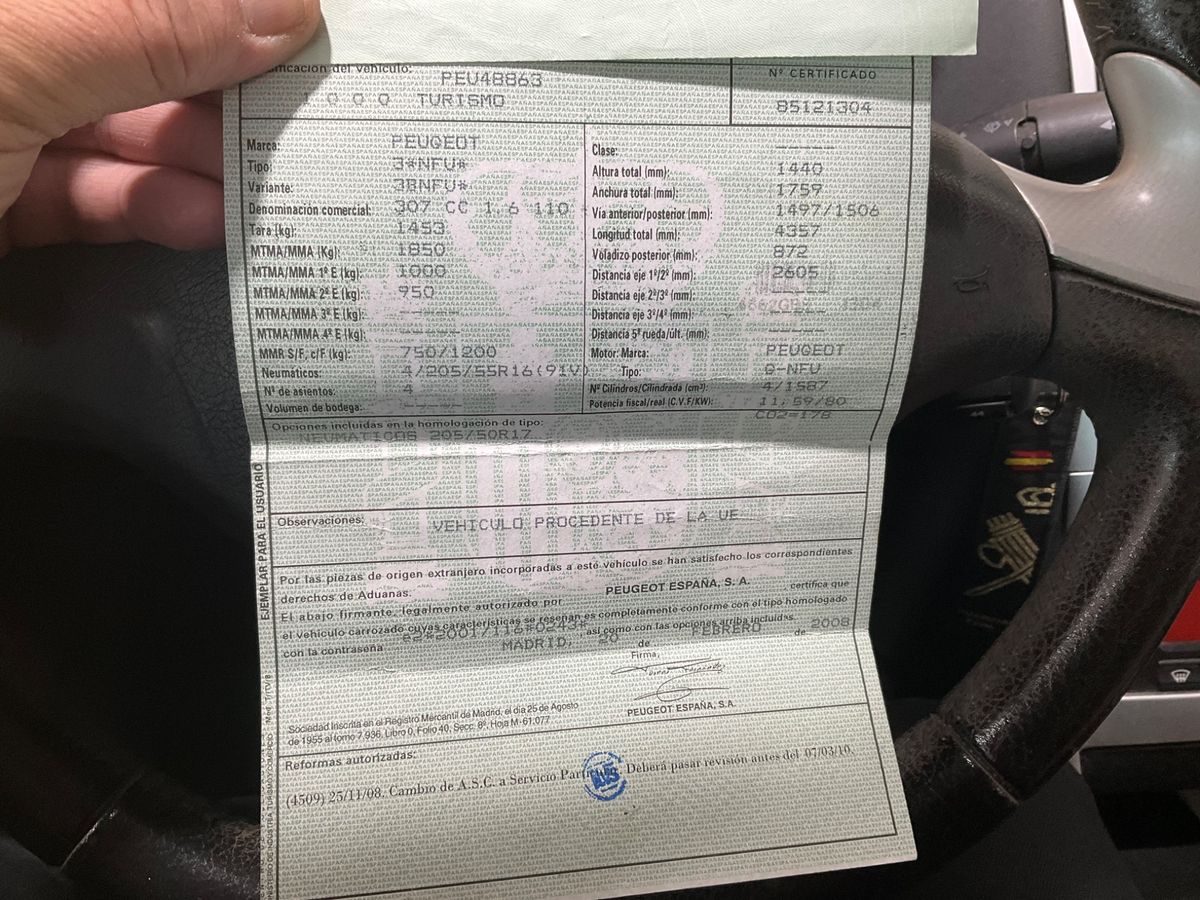 ficación del vehículo: PEU48863
1000 TURISMO
Nº CERTIFICADO
85121304
Marca: PEUGEOT
Tipo: 3*NFU*
Variante: 3BNFU*
Denominación comercial: 307 CC 1.6 110
Tara (kg): 1453
MTMA/MMA (Kg): 1850
MTMA/MMA 1º E (kg): 1000
MTMA/MMA 2º E (kg): 950
MTMA/MMA 3º E (kg): -----
MTMA/MMA 4º E (kg): -----
MMR S/F, c/F (kg): 750/1200
Neumáticos: 4/205/55R16(91V)
Nº de asientos: 4
Volumen de bodega: -----
Clase: -----
Altura total (mm): 1440
Anchura total (mm): 1759
Vía anterior/posterior (mm): 1497/1506
Longitud total (mm): 4357
Voladizo posterior (mm): 872
Distancia eje 1º/2º (mm): 2605
Distancia eje 2º/3º (mm):
Distancia eje 3º/4º (mm):
Distancia 5ª rueda/últ. (mm): -----
Motor: Marca: PEUGEOT
Tipo: Q-NFU
Nº Cilindros/Cilindrada (cm³) 4/1587
Potencia fiscal/real (C.V.F/KW): 11,59/80
CO2=178
Opciones incluidas en la homologación de tipo:
NEUMATICOS 205/50R17
Observaciones: VEHICULO PROCEDENTE DE LA UE
Por las piezas de origen extranjero incorporadas a esté vehículo se han satisfecho los correspondientes
derechos de Aduanas.
El abajo firmante, legalmente autorizado por PEUGEOT ESPAÑA, S. A. certifica que
el vehículo carrozado cuyas características se reseñan es completamente conforme con el tipo homologado
con la contraseña e2*2001/116*0243* así como con las opciones arriba incluidas.
MADRID, de FEBRERO de 2008
Firma,
PEUGEOT ESPAÑA, S.A.
Sociedad Inscrita en el Registro Mercantil de Madrid, el día 25 de Agosto
de 1955 al tomo 7.936, Libro 0, Folio 40, Secc. 8ª, Hoja M-61.077
Reformas autorizadas:
(4509) 25/11/08. Cambio de A.S.C. a Servicio Deberá pasar revisión antes del 07/03/10.
EJEMPLAR PARA EL USUARIO